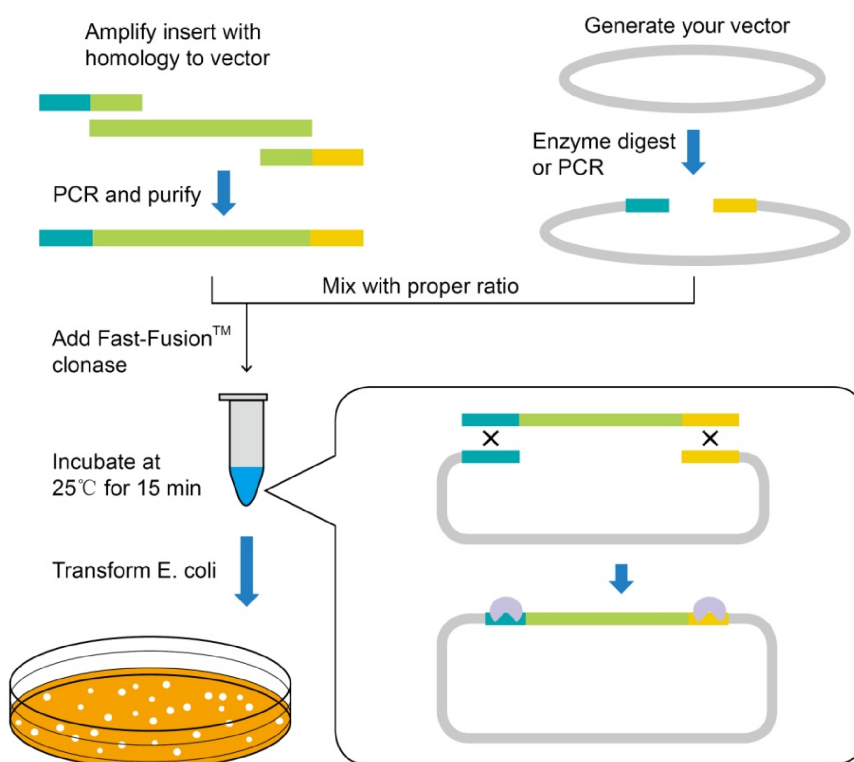 Amplify insert with
homology to vector
Generate your vector
Enzyme digest
or PCR
PCR and purify
Mix with proper ratio
Add Fast-Fusion™
clonase
Incubate at
25℃ for 15 min
Transform E. coli